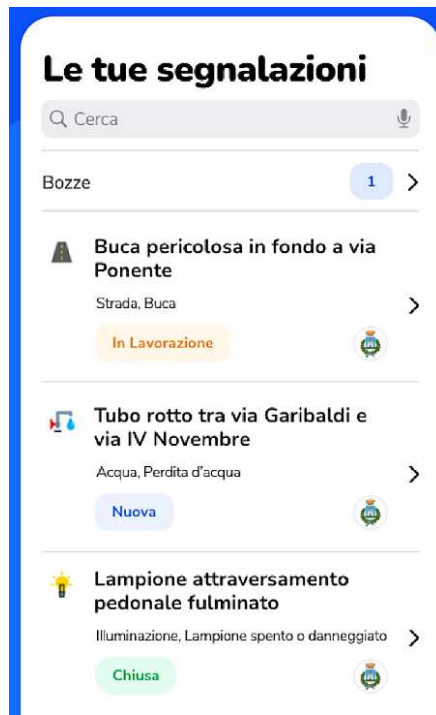 Le tue segnalazioni
Cerca
Bozze 1
Buca pericolosa in fondo a via
Ponente
Strada, Buca
In Lavorazione
Tubo rotto tra via Garibaldi e
via IV Novembre
Acqua, Perdita d'acqua
Nuova
Lampione attraversamento
pedonale fulminato
Illuminazione, Lampione spento o danneggiato
Chiusa